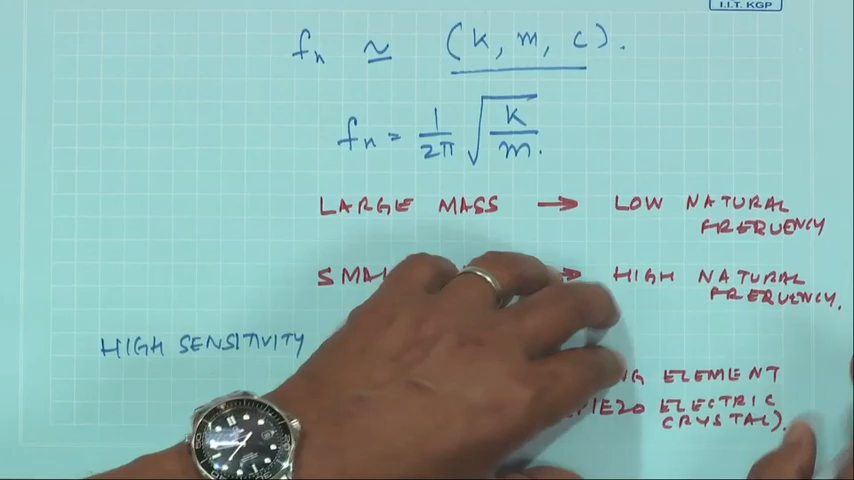 I.I.T. KGP
fn ≃ (k, m, c).
fn = 1/2π √k/m.
LARGE MASS → LOW NATURAL
FREQUENCY
→ HIGH NATURAL
FREQUENCY.
HIGH SENSITIVITY
ELEMENT
ELECTRIC
CRYSTAL).